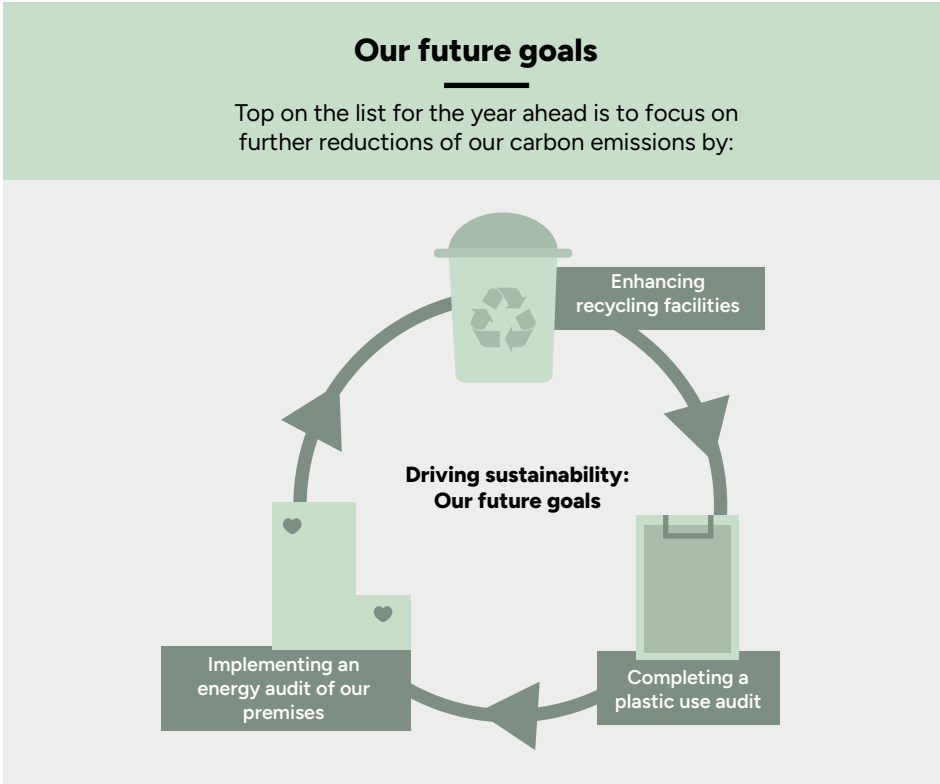 Our future goals
Top on the list for the year ahead is to focus on
further reductions of our carbon emissions by:
Enhancing
recycling facilities
Driving sustainability:
Our future goals
Completing a
plastic use audit
Implementing an
energy audit of our
premises